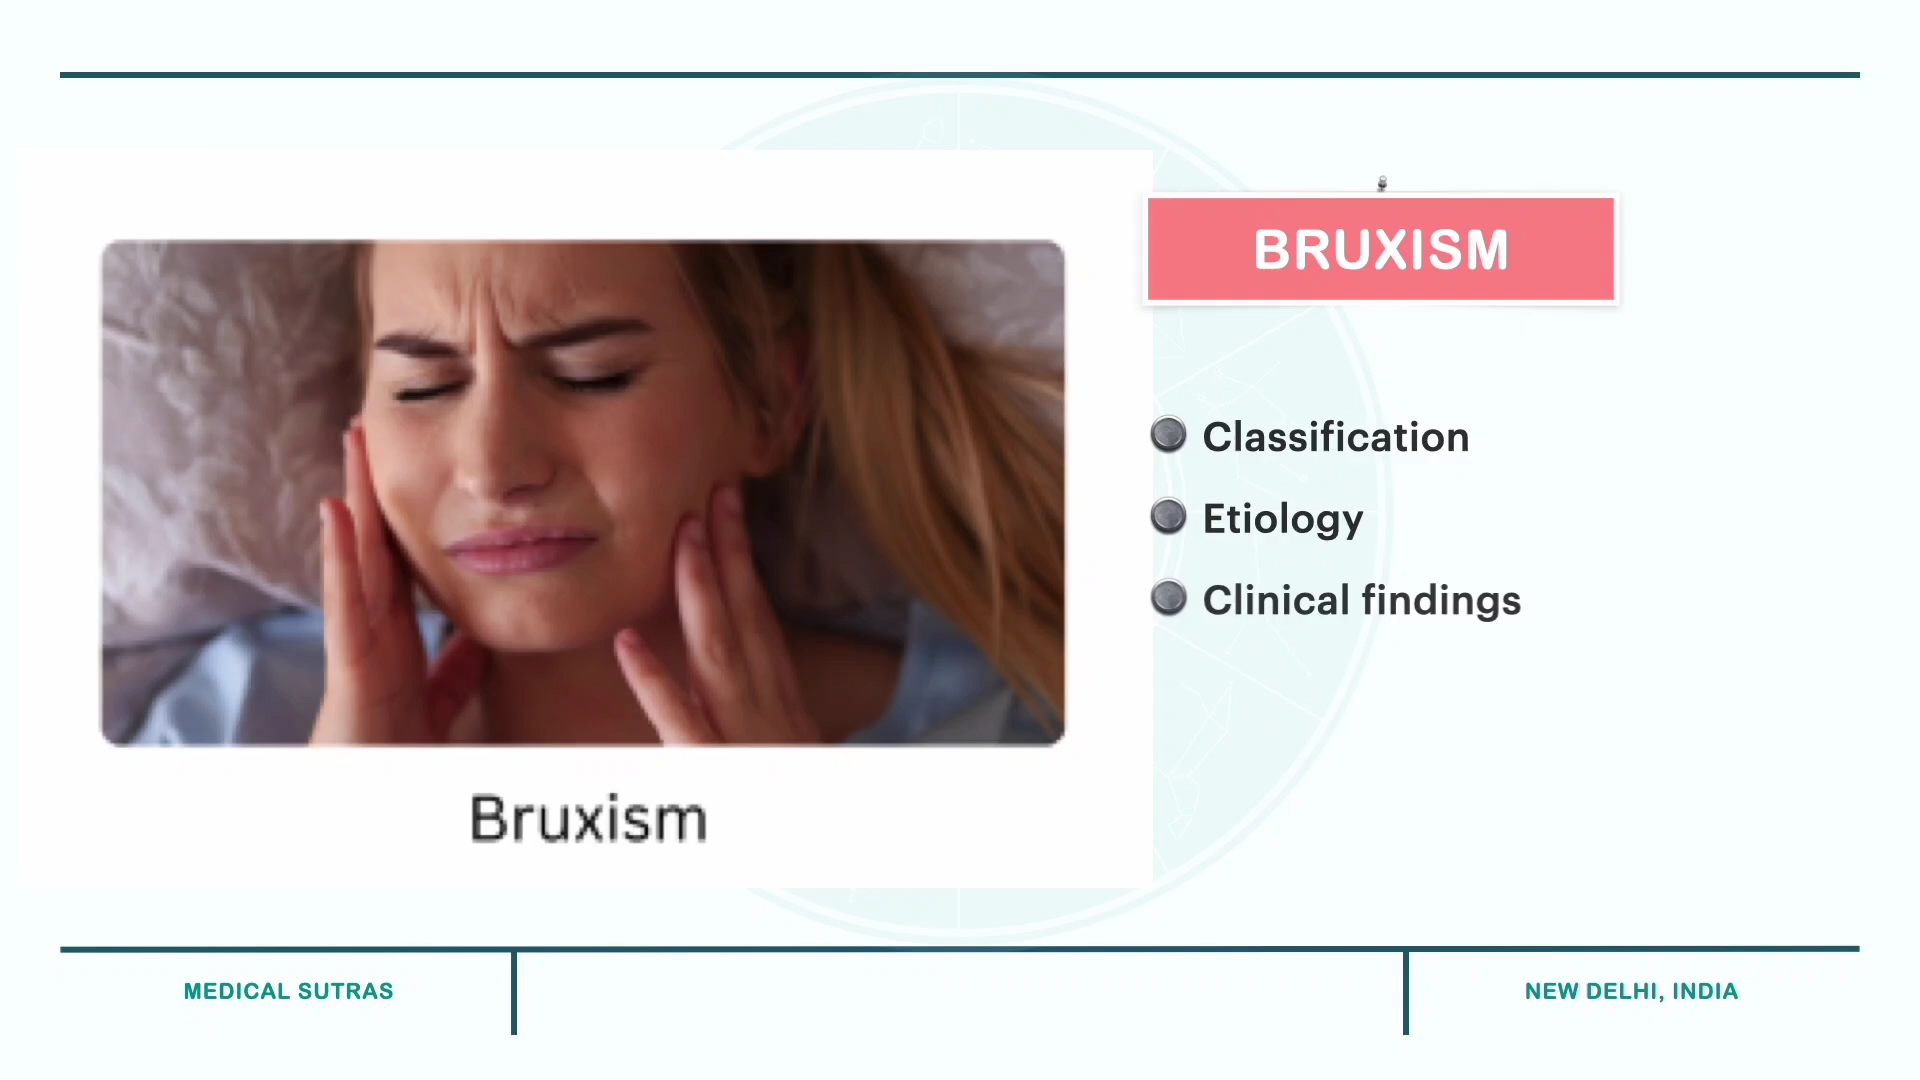 BRUXISM
Classification
Etiology
Clinical findings
Bruxism
MEDICAL SUTRAS
NEW DELHI, INDIA